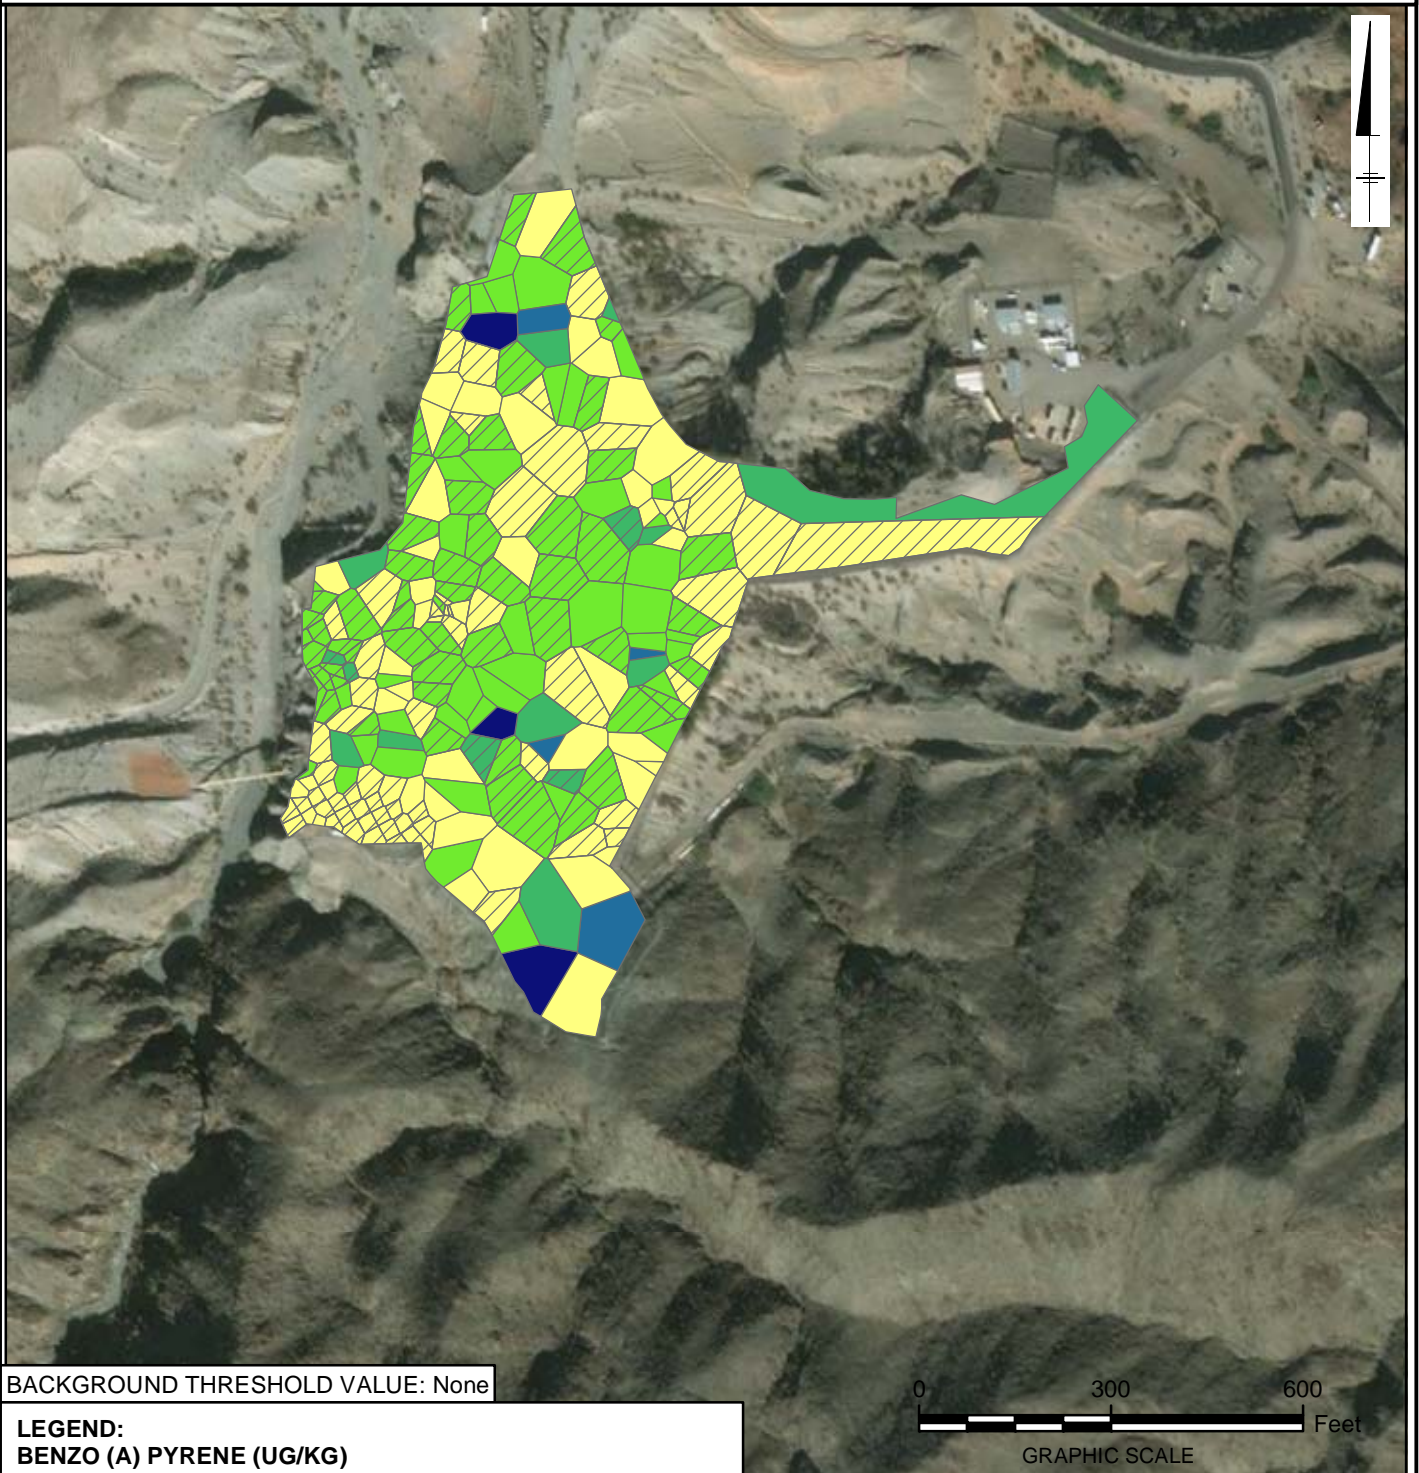 BACKGROUND THRESHOLD VALUE: None
LEGEND:
BENZO (A) PYRENE (UG/KG)
0 300 600
Feet
GRAPHIC SCALE